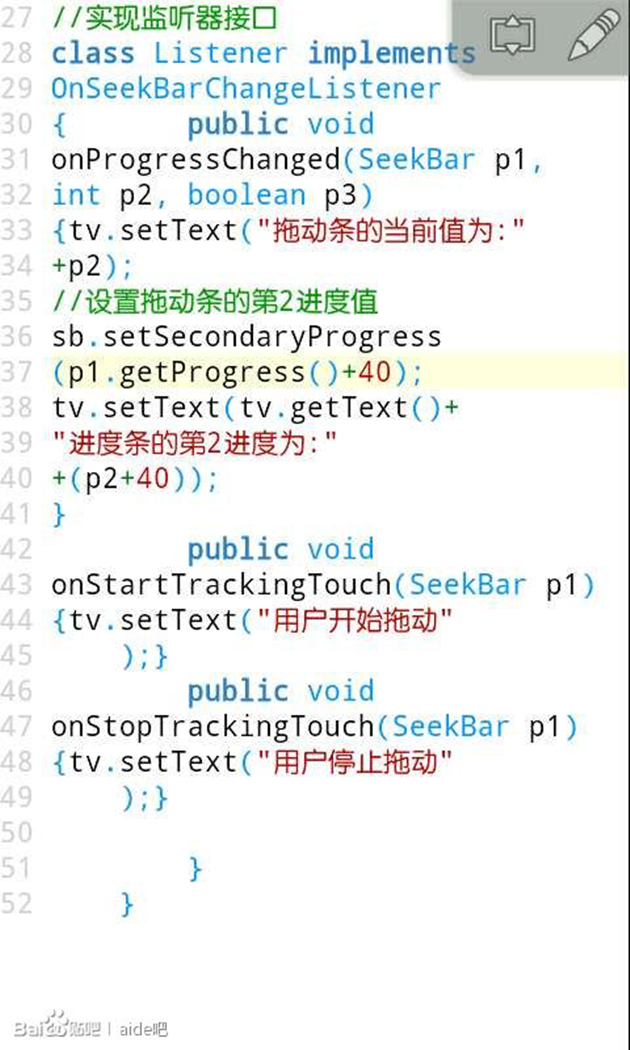 27 //实现监听器接口
28 class Listener implements
29 OnSeekBarChangeListener
30 { public void
31 onProgressChanged(SeekBar p1,
32 int p2, boolean p3)
33 {tv.setText("拖动条的当前值为:"
34 +p2);
35 //设置拖动条的第2进度值
36 sb.setSecondaryProgress
37 (p1.getProgress()+40);
38 tv.setText(tv.getText()+
39 "进度条的第2进度为:"
40 +(p2+40));
41 }
42 public void
43 onStartTrackingTouch(SeekBar p1)
44 {tv.setText("用户开始拖动"
45 );}
46 public void
47 onStopTrackingTouch(SeekBar p1)
48 {tv.setText("用户停止拖动"
49 );}
50
51 }
52 }
Bai贴吧 | aide吧